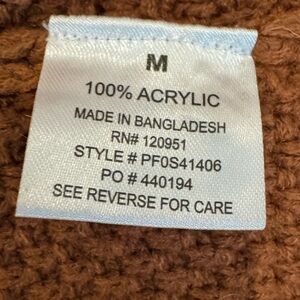 M
100% ACRYLIC
MADE IN BANGLADESH
RN# 120951
STYLE # PF0S41406
PO # 440194
SEE REVERSE FOR CARE